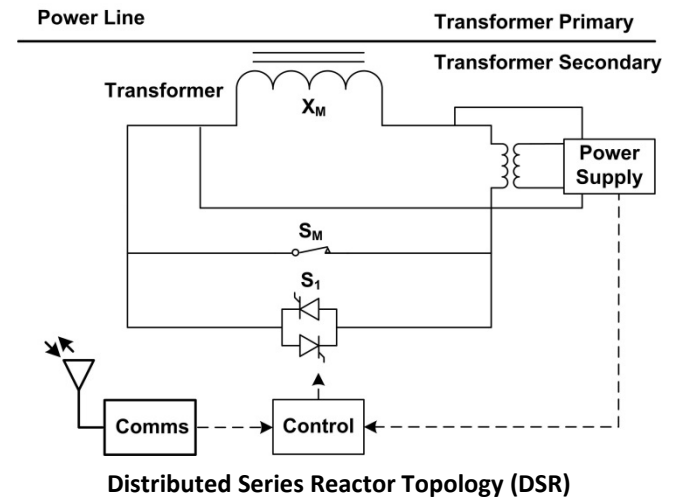 Power Line
Transformer Primary
Transformer Secondary
Transformer
XM
Power
Supply
SM
S1
Comms
Control
Distributed Series Reactor Topology (DSR)